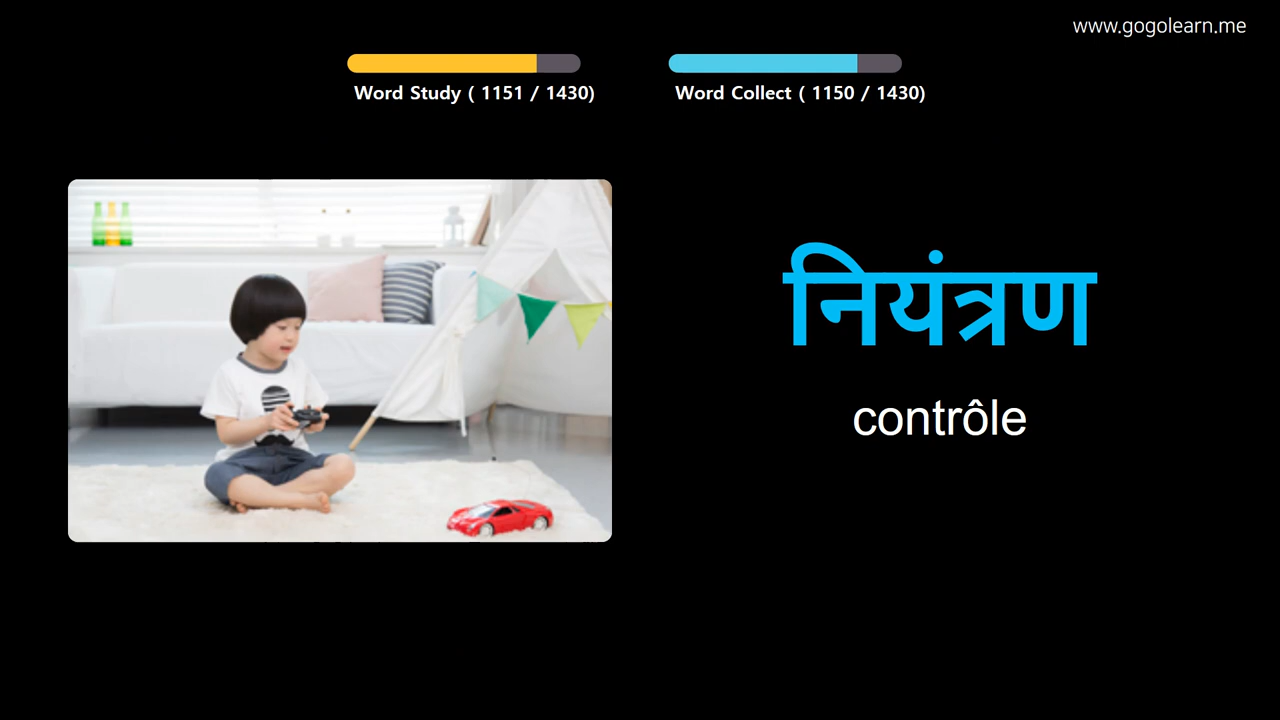 www.gogolearn.me
Word Study ( 1151 / 1430)
Word Collect ( 1150 / 1430)
नियंत्रण
contrôle